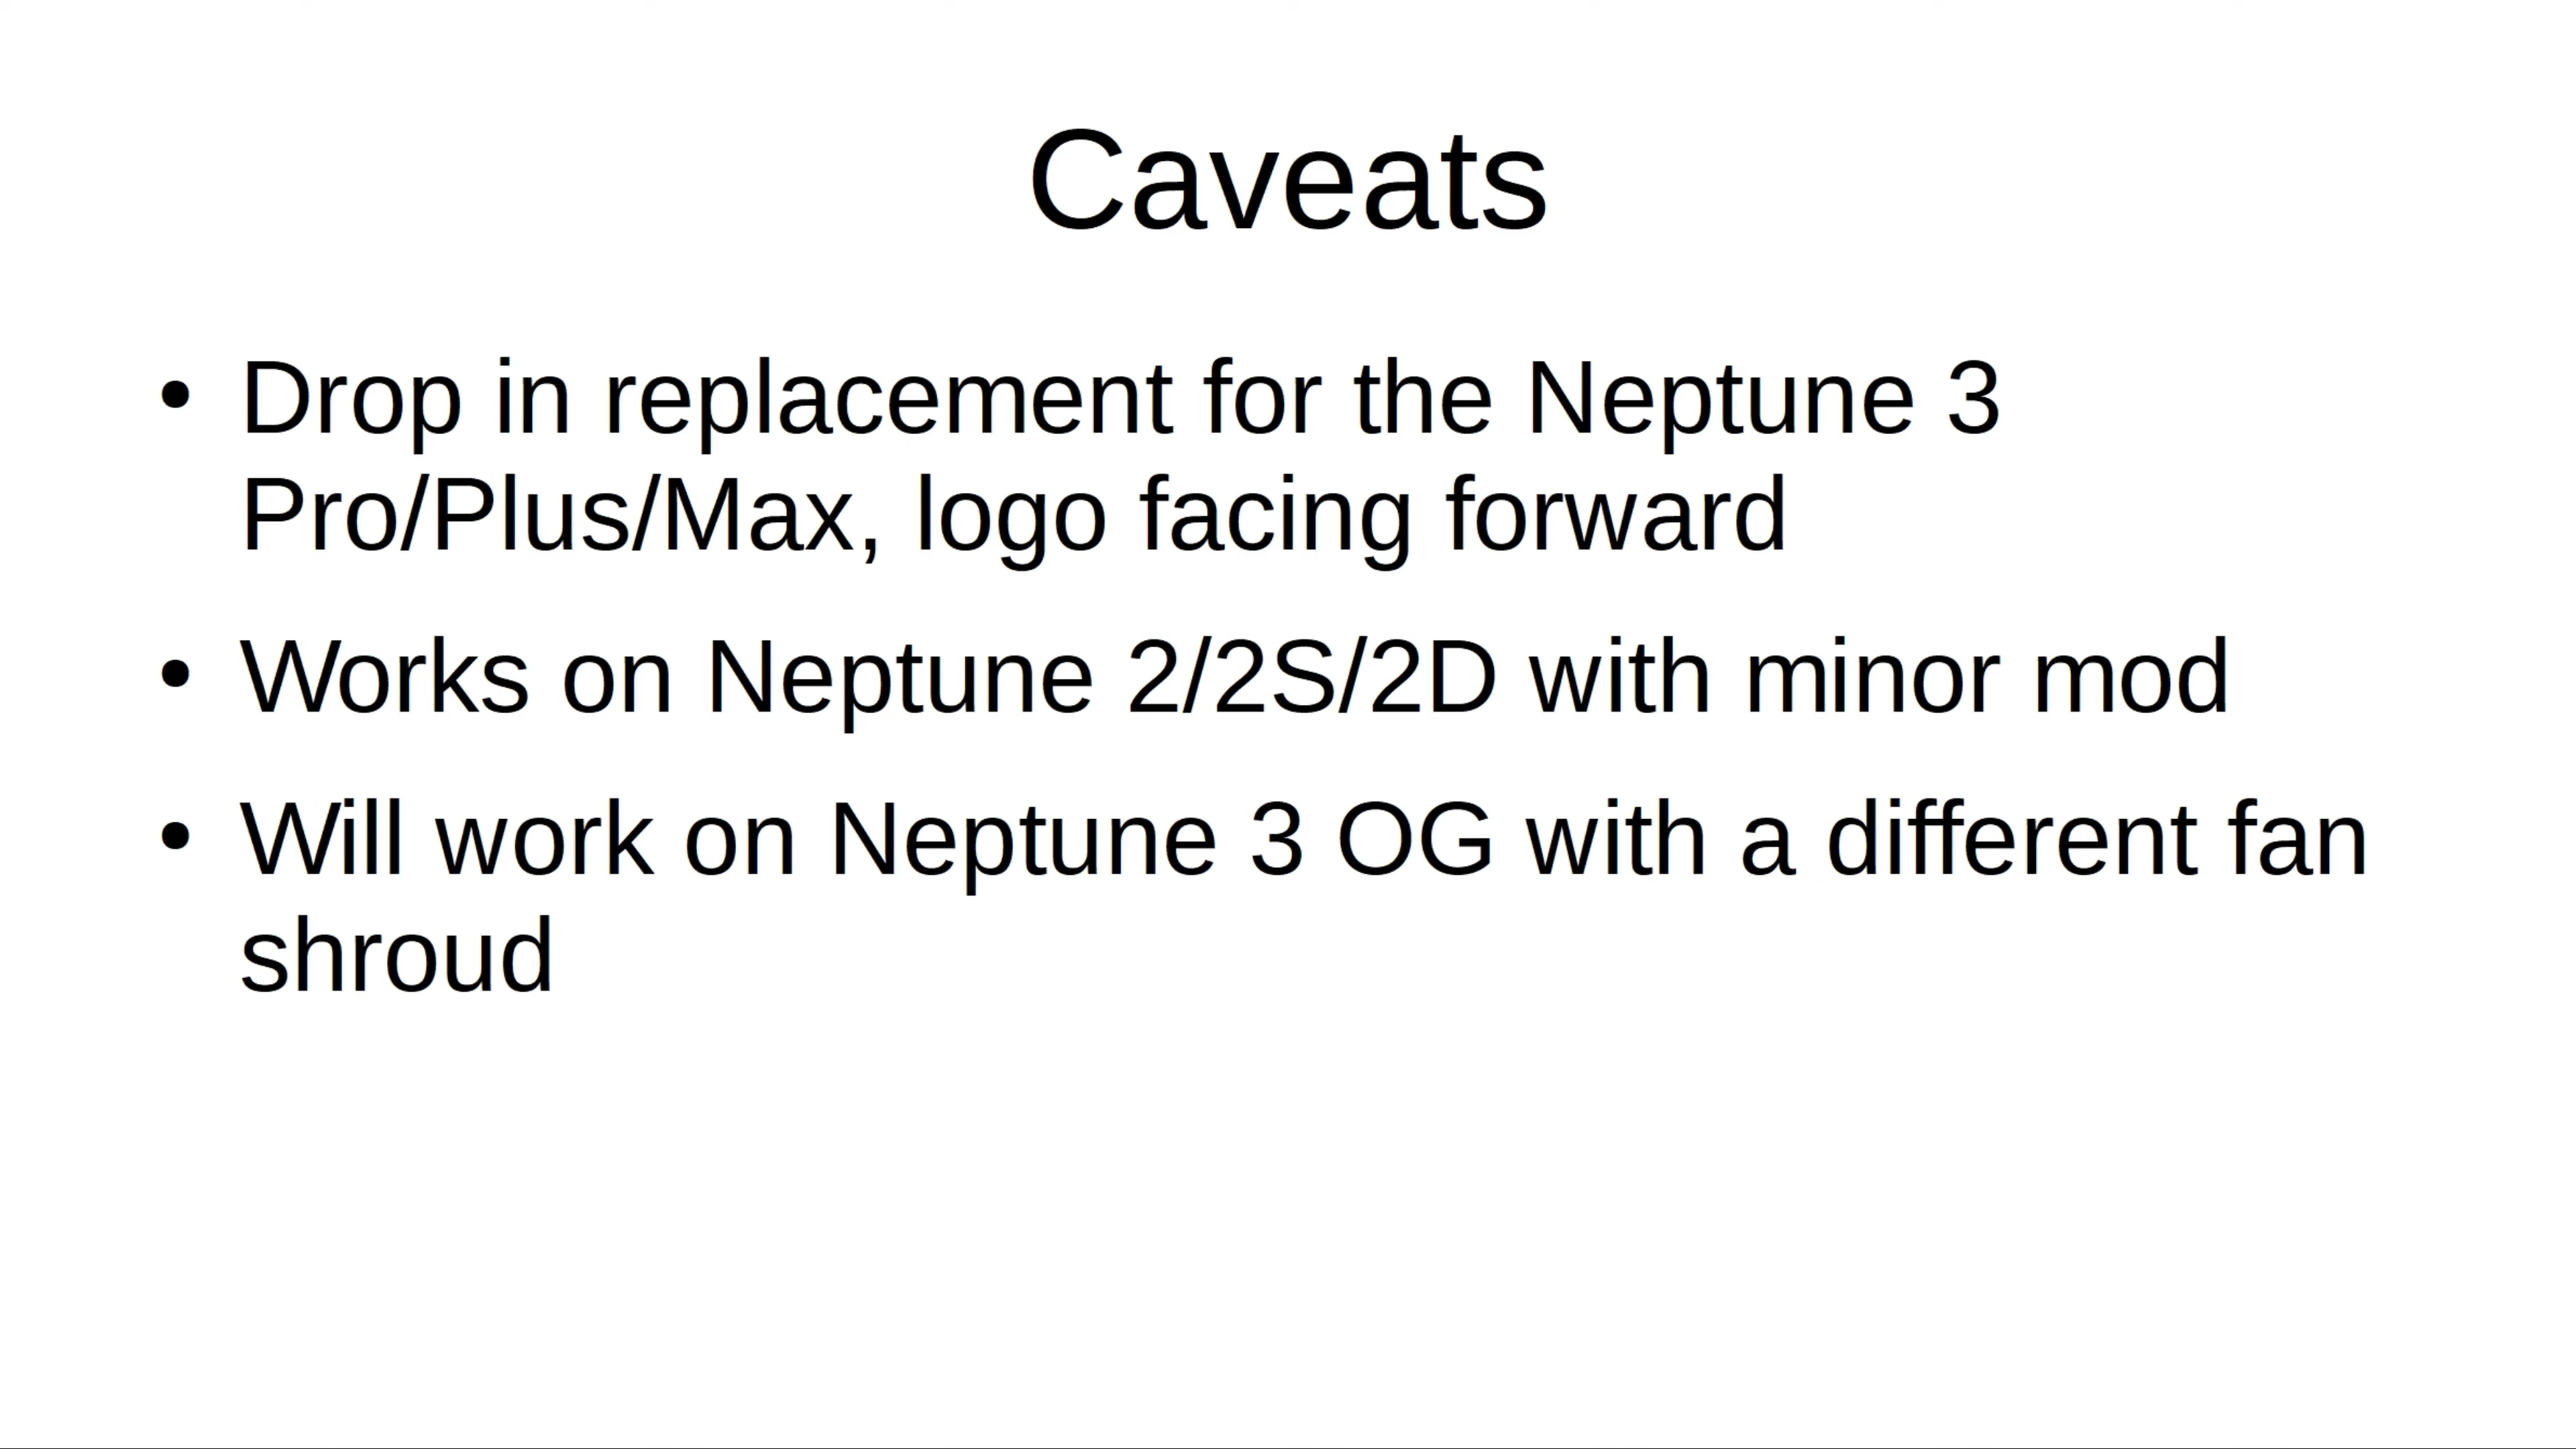 Caveats
• Drop in replacement for the Neptune 3
Pro/Plus/Max, logo facing forward
• Works on Neptune 2/2S/2D with minor mod
• Will work on Neptune 3 OG with a different fan
shroud